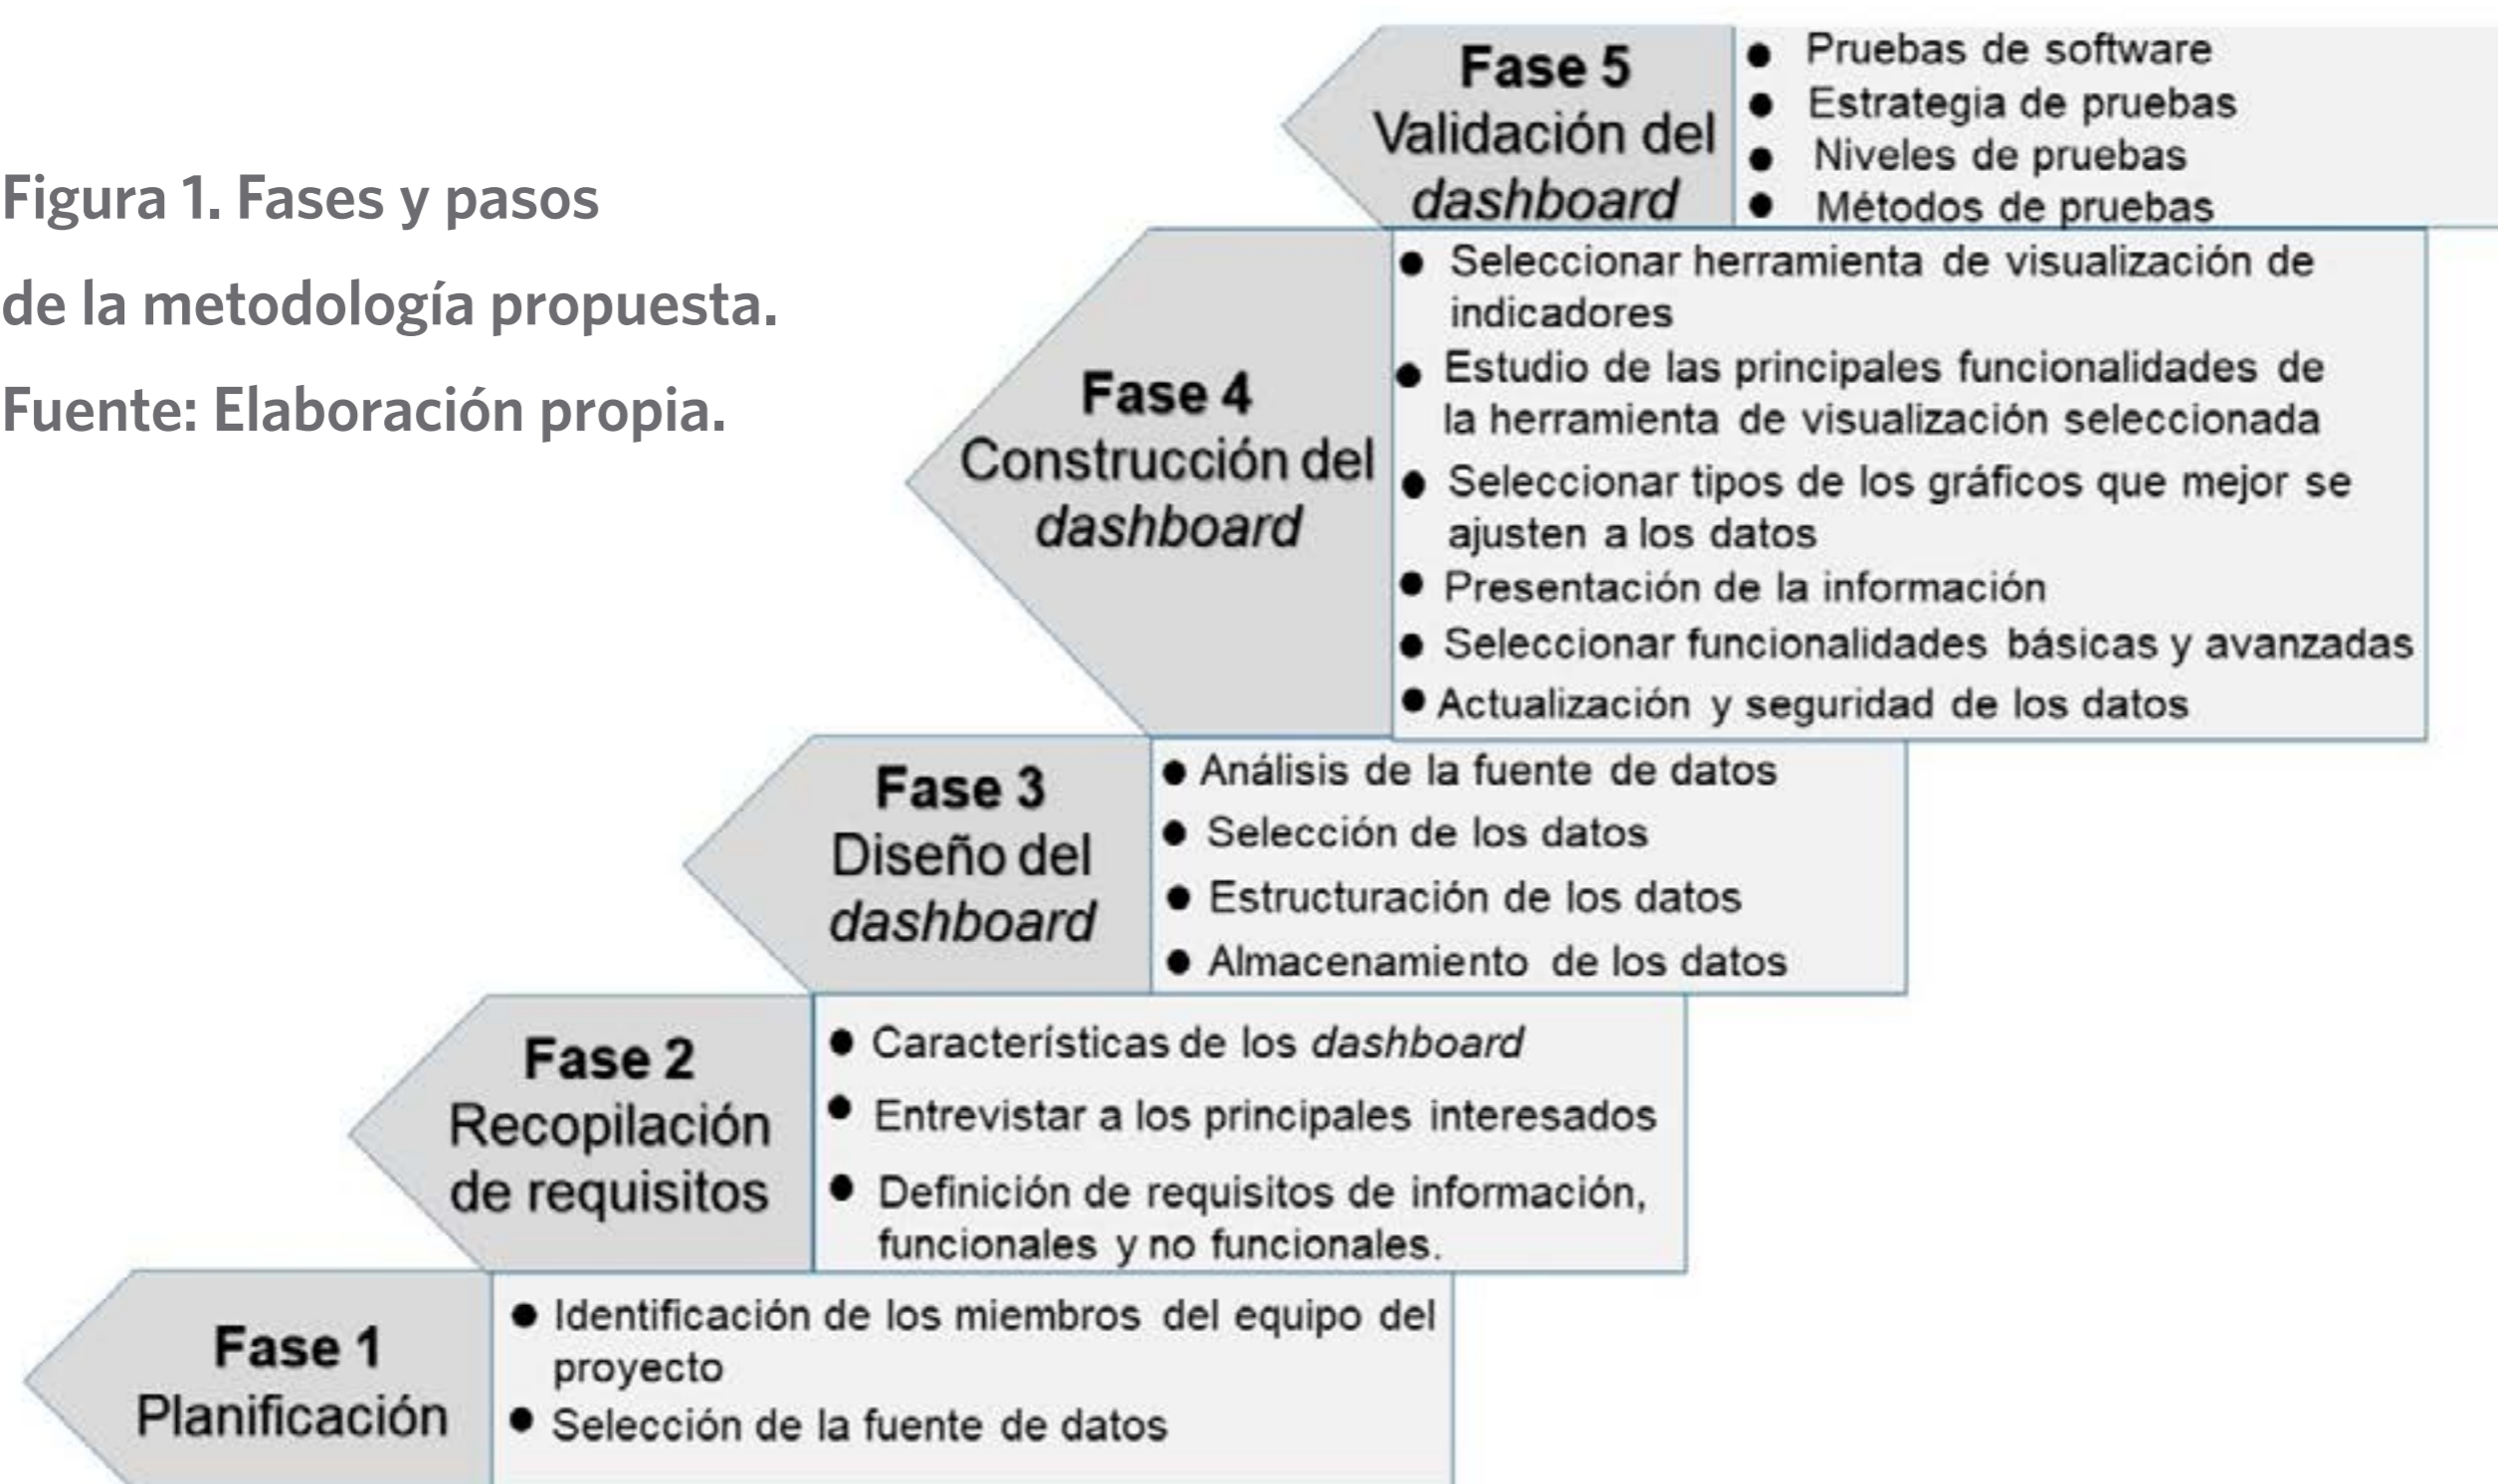 Figura 1. Fases y pasos
de la metodología propuesta.
Fuente: Elaboración propia.
Fase 5
Validación del
dashboard
● Pruebas de software
● Estrategia de pruebas
● Niveles de pruebas
● Métodos de pruebas
Fase 4
Construcción del
dashboard
● Seleccionar herramienta de visualización de
indicadores
● Estudio de las principales funcionalidades de
la herramienta de visualización seleccionada
● Seleccionar tipos de los gráficos que mejor se
ajusten a los datos
● Presentación de la información
● Seleccionar funcionalidades básicas y avanzadas
● Actualización y seguridad de los datos
Fase 3
Diseño del
dashboard
● Análisis de la fuente de datos
● Selección de los datos
● Estructuración de los datos
● Almacenamiento de los datos
Fase 2
Recopilación
de requisitos
● Características de los dashboard
● Entrevistar a los principales interesados
● Definición de requisitos de información,
funcionales y no funcionales.
Fase 1
Planificación
● Identificación de los miembros del equipo del
proyecto
● Selección de la fuente de datos